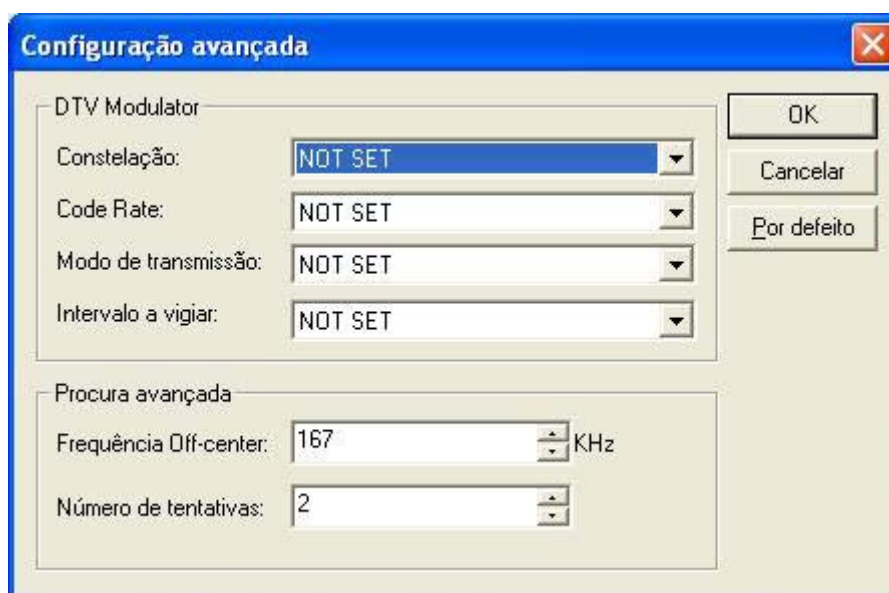 Configuração avançada
DTV Modulator
Constelação: NOT SET
Code Rate: NOT SET
Modo de transmissão: NOT SET
Intervalo a vigiar: NOT SET
OK
Cancelar
Por defeito
Procura avançada
Frequência Off-center: 167 KHz
Número de tentativas: 2